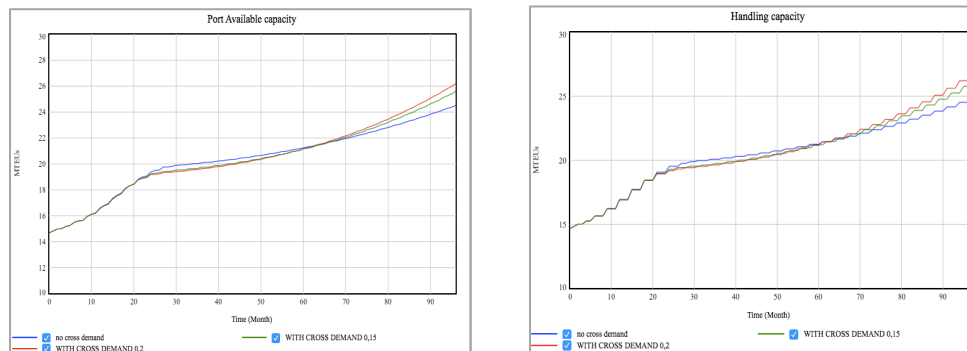 Port Available capacity
30
28
26
24
22
20
18
16
14
12
10
MTEUs
0 10 20 30 40 50 60 70 80 90
Time (Month)
no cross demand
WITH CROSS DEMAND 0,15
WITH CROSS DEMAND 0,2
Handling capacity
30
25
20
15
10
MTEUs
0 10 20 30 40 50 60 70 80 90
Time (Month)
no cross demand
WITH CROSS DEMAND 0,15
WITH CROSS DEMAND 0,2